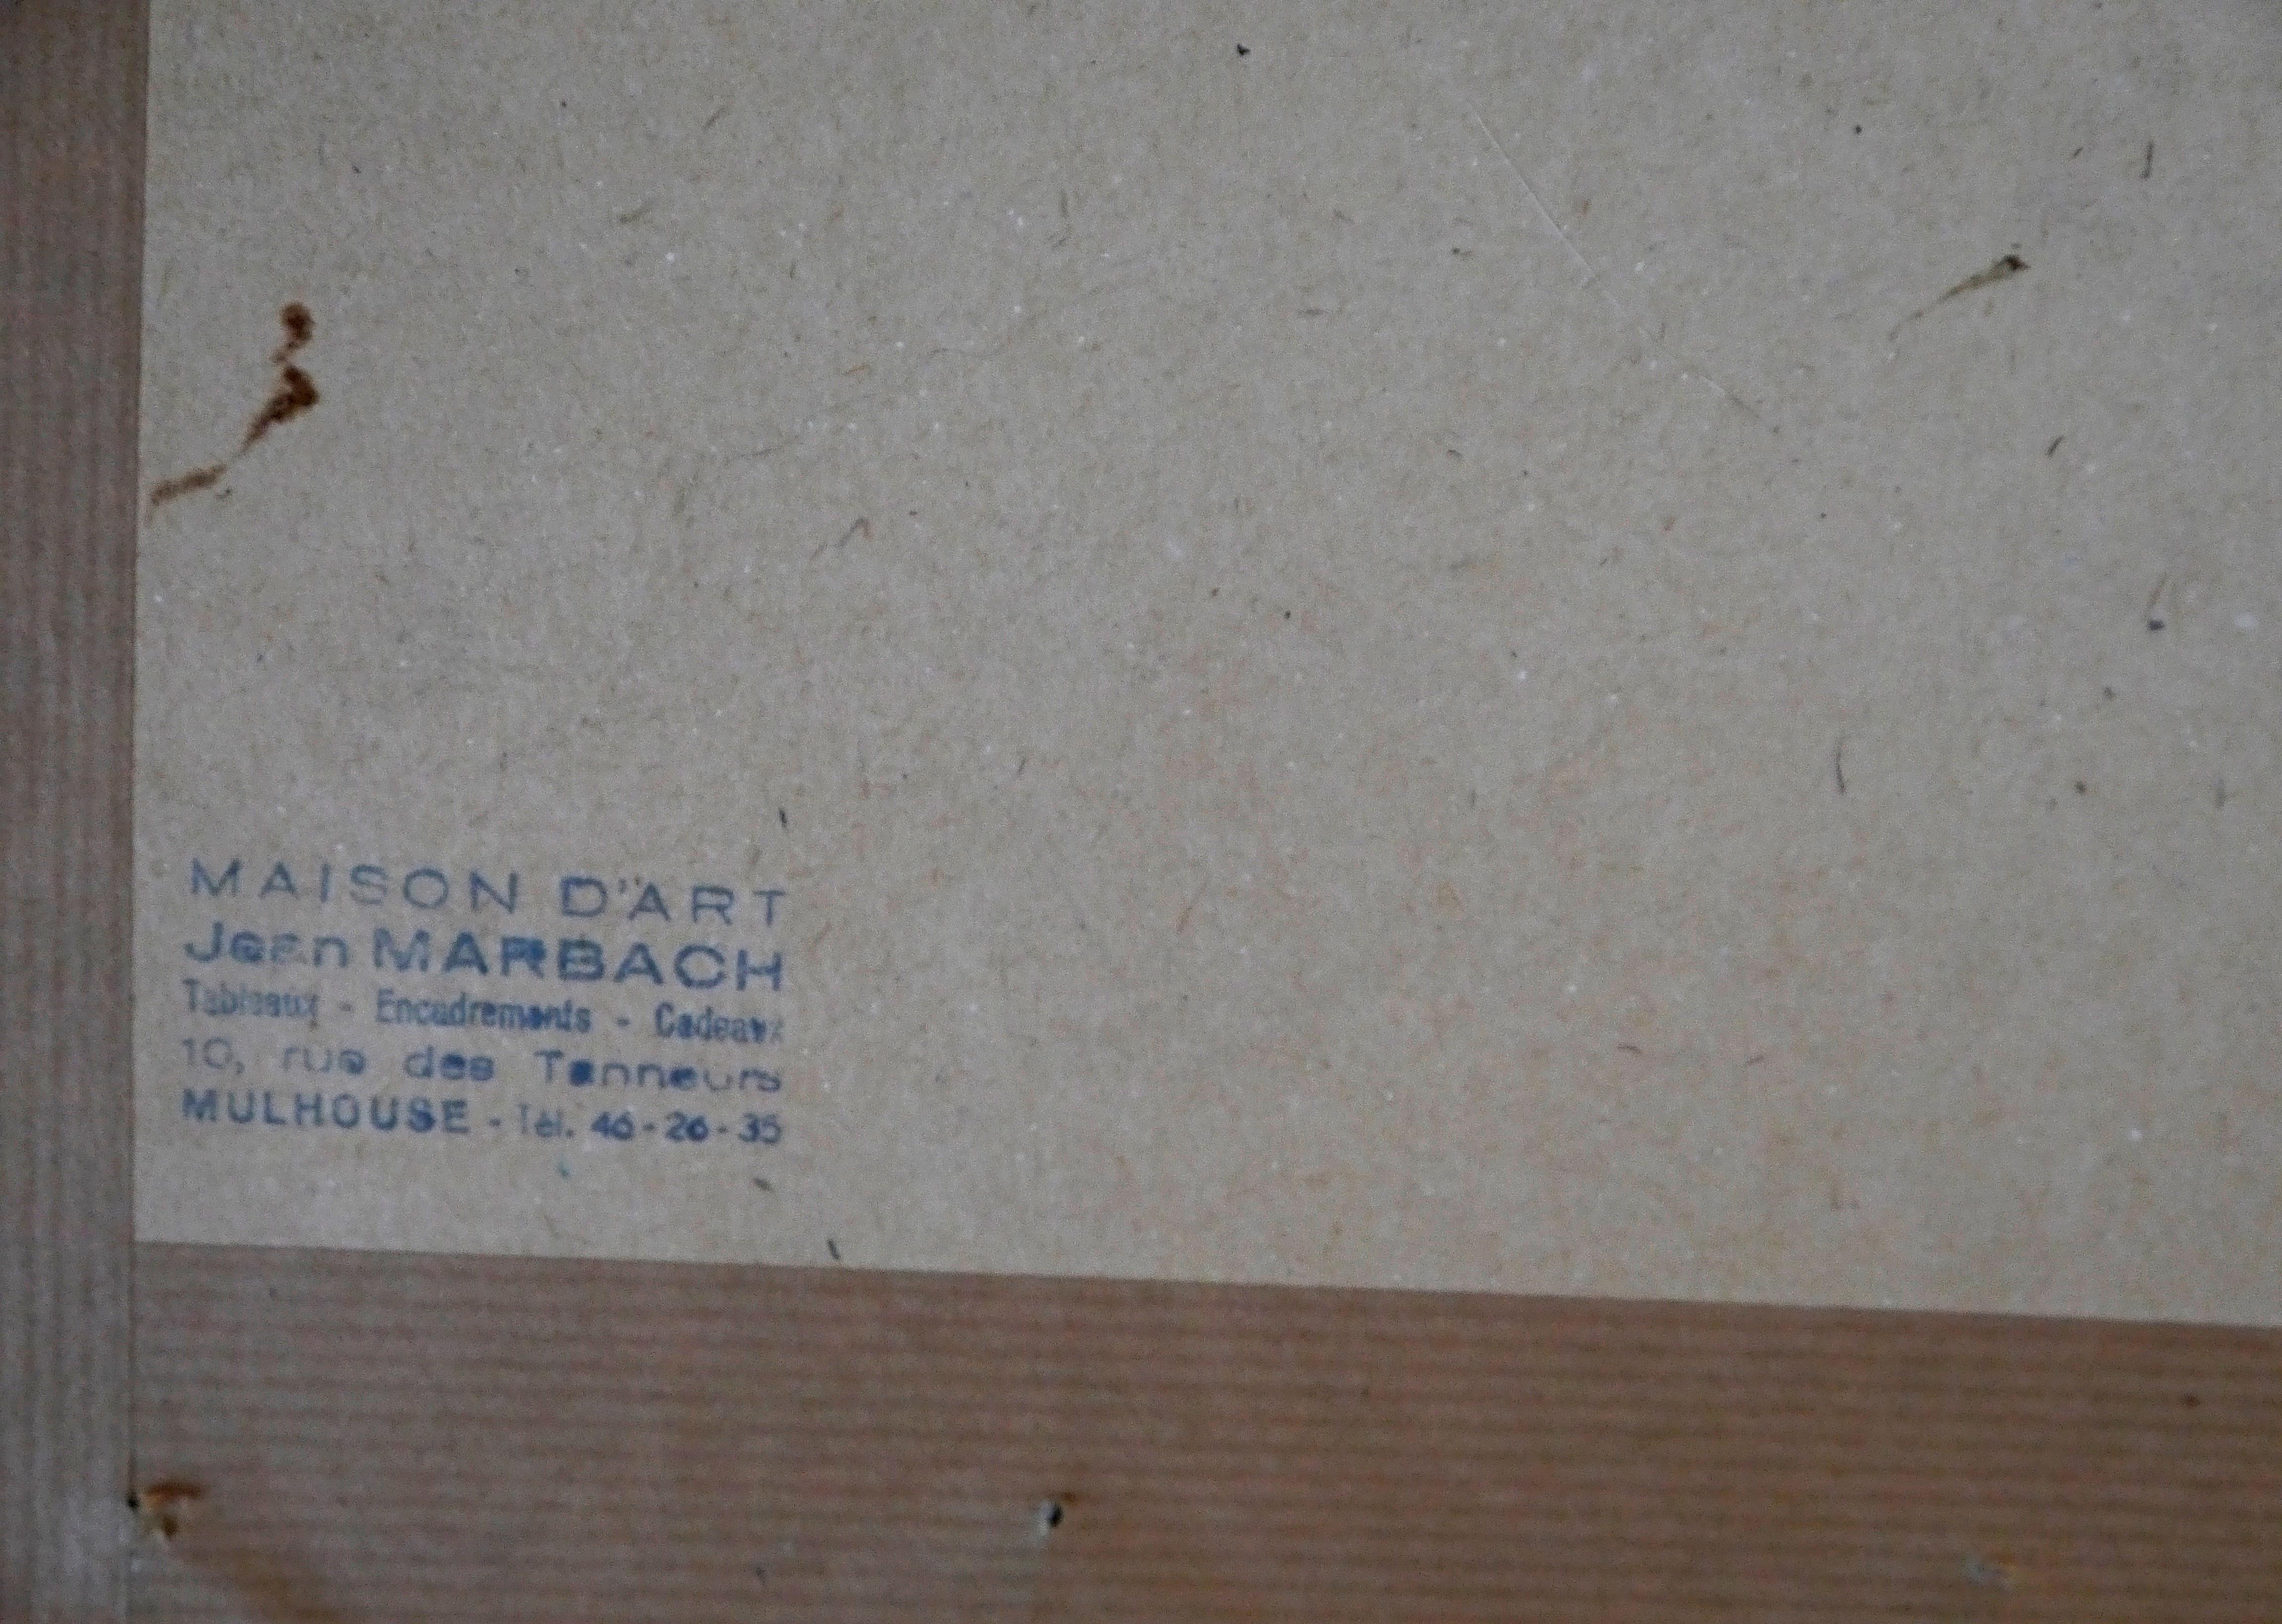 MAISON D'ART
Jean MARBACH
Tableaux - Encadrements - Cadeaux
10, rue des Tanneurs
MULHOUSE - Tél. 46-26-35